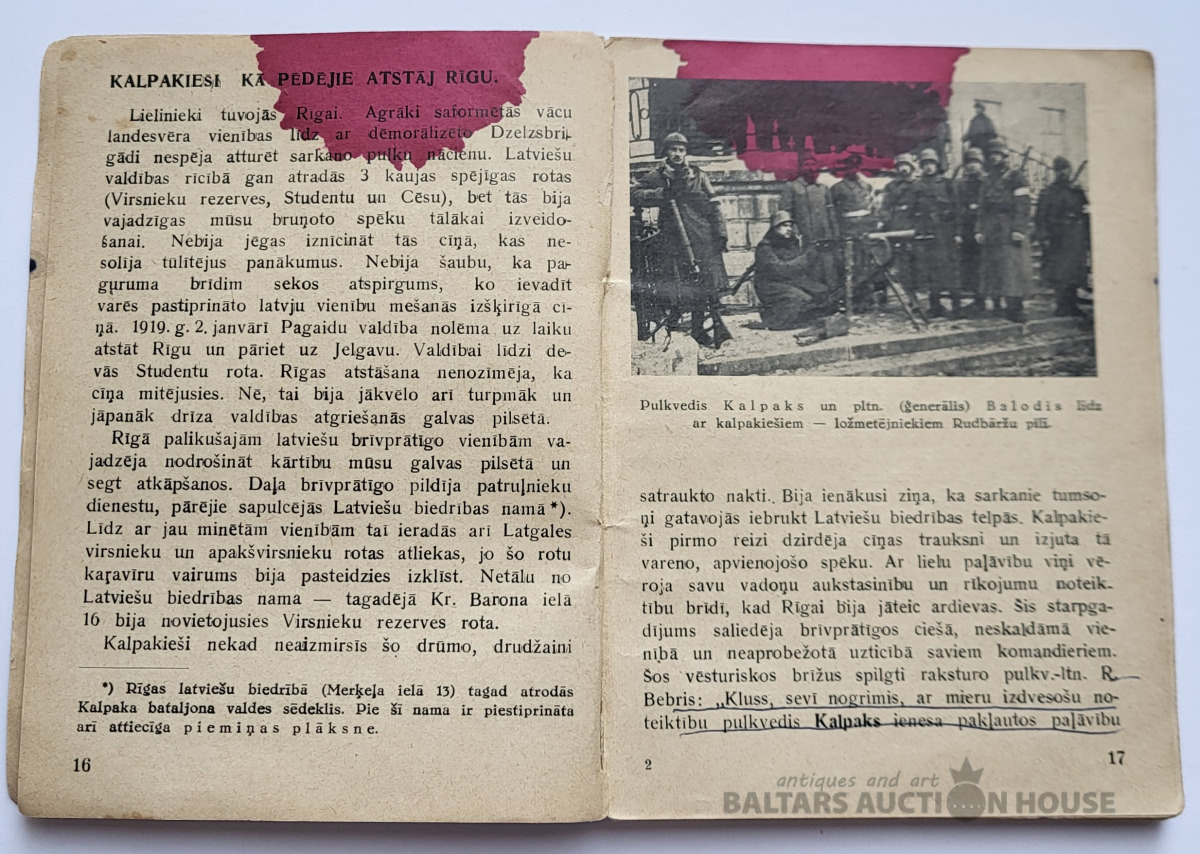 KALPAKIEŠI KĀ PĒDĒJIE ATSTĀJ RĪGU.
Lielinieki tuvojās Rīgai. Agrāki saformētās vācu
landesvēra vienības līdz ar dēmorālizēto Dzelzsbri-
gādi nespēja atturēt sarkano pulku nācienu. Latviešu
valdības rīcībā gan atradās 3 kaujas spējīgas rotas
(Virsnieku rezerves, Studentu un Cēsu), bet tās bija
vajadzīgas mūsu bruņoto spēku tālākai izveido-
šanai. Nebija jēgas iznīcināt tās cīņā, kas ne-
solīja tūlītējus panākumus. Nebija šaubu, ka pa-
guruma brīdim sekos atspirgums, ko ievadīt
varēs pastiprināto latvju vienību mešanās izšķirīgā cī-
ņā. 1919. g. 2. janvārī Pagaidu valdība nolēma uz laiku
atstāt Rīgu un pāriet uz Jelgavu. Valdībai līdzi de-
vās Studentu rota. Rīgas atstāšana nenozīmēja, ka
cīņa mitējusies. Nē, tai bija jākvēlo arī turpmāk un
jāpanāk drīza valdības atgriešanās galvas pilsētā.
Rīgā palikušajām latviešu brīvprātīgo vienībām va-
jadzēja nodrošināt kārtību mūsu galvas pilsētā un
segt atkāpšanos. Daļa brīvprātīgo pildīja patruļnieku
dienestu, pārējie sapulcējās Latviešu biedrības namā*).
Līdz ar jau minētām vienībām tai ieradās arī Latgales
virsnieku un apakšvirsnieku rotas atliekas, jo šo rotu
kaŗavīru vairums bija pasteidzies izklīst. Netālu no
Latviešu biedrības nama — tagadējā Kr. Barona ielā
16 bija novietojusies Virsnieku rezerves rota.
Kalpakieši nekad neaizmirsīs šo drūmo, drudžaini
*) Rīgas latviešu biedrībā (Merķeļa ielā 13) tagad atrodās
Kalpaka bataljona valdes sēdeklis. Pie šī nama ir piestiprināta
arī attiecīga piemiņas plāksne.
16
Pulkvedis Kalpaks un pltn. (ģenerālis) Balodis līdz
ar kalpakiešiem — ložmetējniekiem Rudbāržu pilī.
satraukto nakti. Bija ienākusi ziņa, ka sarkanie tumso-
ņi gatavojās iebrukt Latviešu biedrības telpās. Kalpakie-
ši pirmo reizi dzirdēja cīņas trauksni un izjuta tā
vareno, apvienojošo spēku. Ar lielu paļāvību viņi vē-
roja savu vadoņu aukstasinību un rīkojumu noteik-
tību brīdī, kad Rīgai bija jāteic ardievas. Šis starpga-
dījums saliedēja brīvprātīgos ciešā, neskaldāmā vie-
nībā un neaprobežotā uzticībā saviem komandieriem.
Šos vēsturiskos brīžus spilgti raksturo pulkv.-ltn. R.
Bebris: „Kluss, sevī nogrimis, ar mieru izdvesošu no-
teiktību pulkvedis Kalpaks ienesa pakļautos paļāvību
2
17
antiques and art
BALTARS AUCTION HOUSE